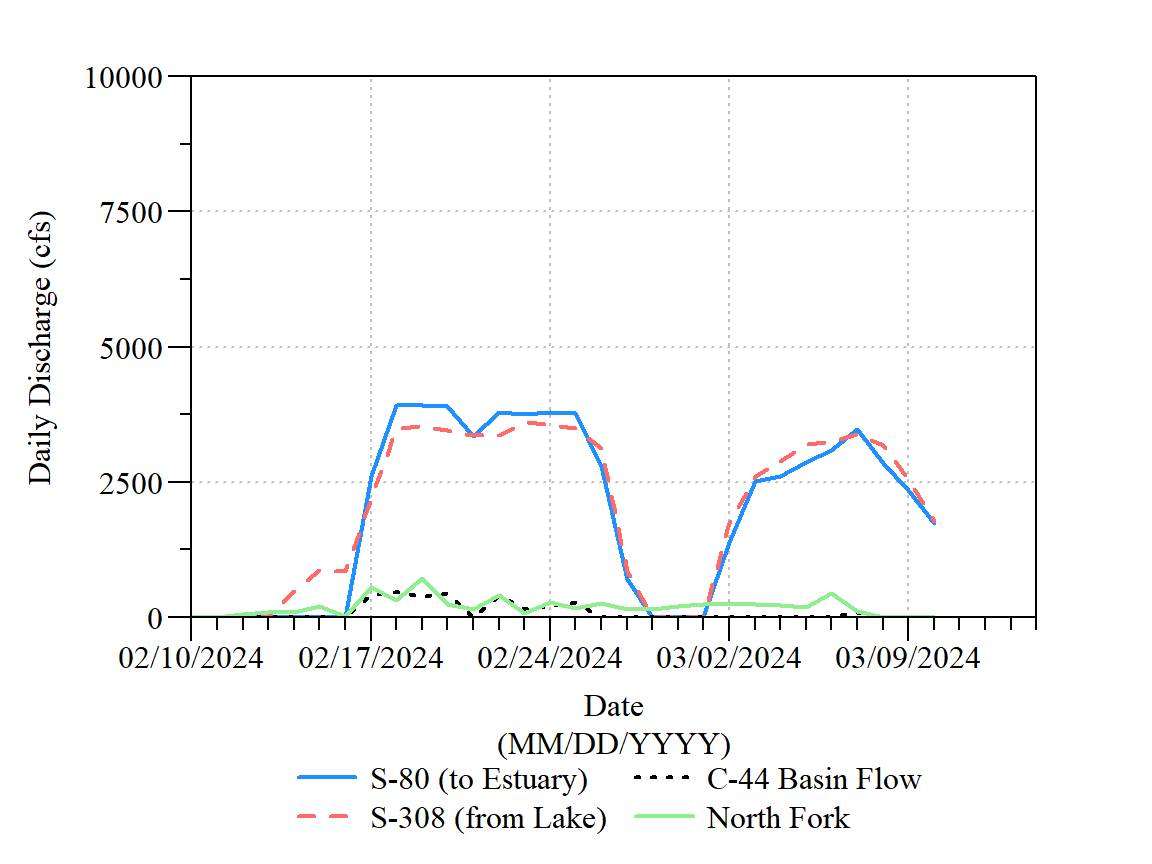 10000
7500
5000
2500
0
Daily Discharge (cfs)
02/10/2024 02/17/2024 02/24/2024 03/02/2024 03/09/2024
Date
(MM/DD/YYYY)
S-80 (to Estuary) C-44 Basin Flow
S-308 (from Lake) North Fork